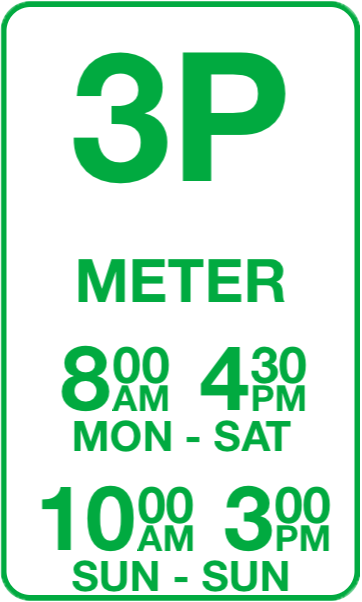 3P
METER
8 00 AM 4 30 PM
MON - SAT
10 00 AM 3 00 PM
SUN - SUN